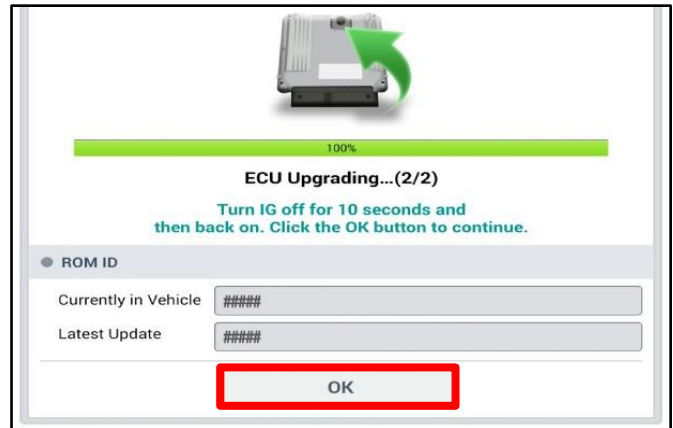 100%
ECU Upgrading...(2/2)
Turn IG off for 10 seconds and
then back on. Click the OK button to continue.
ROM ID
Currently in Vehicle #####
Latest Update #####
OK